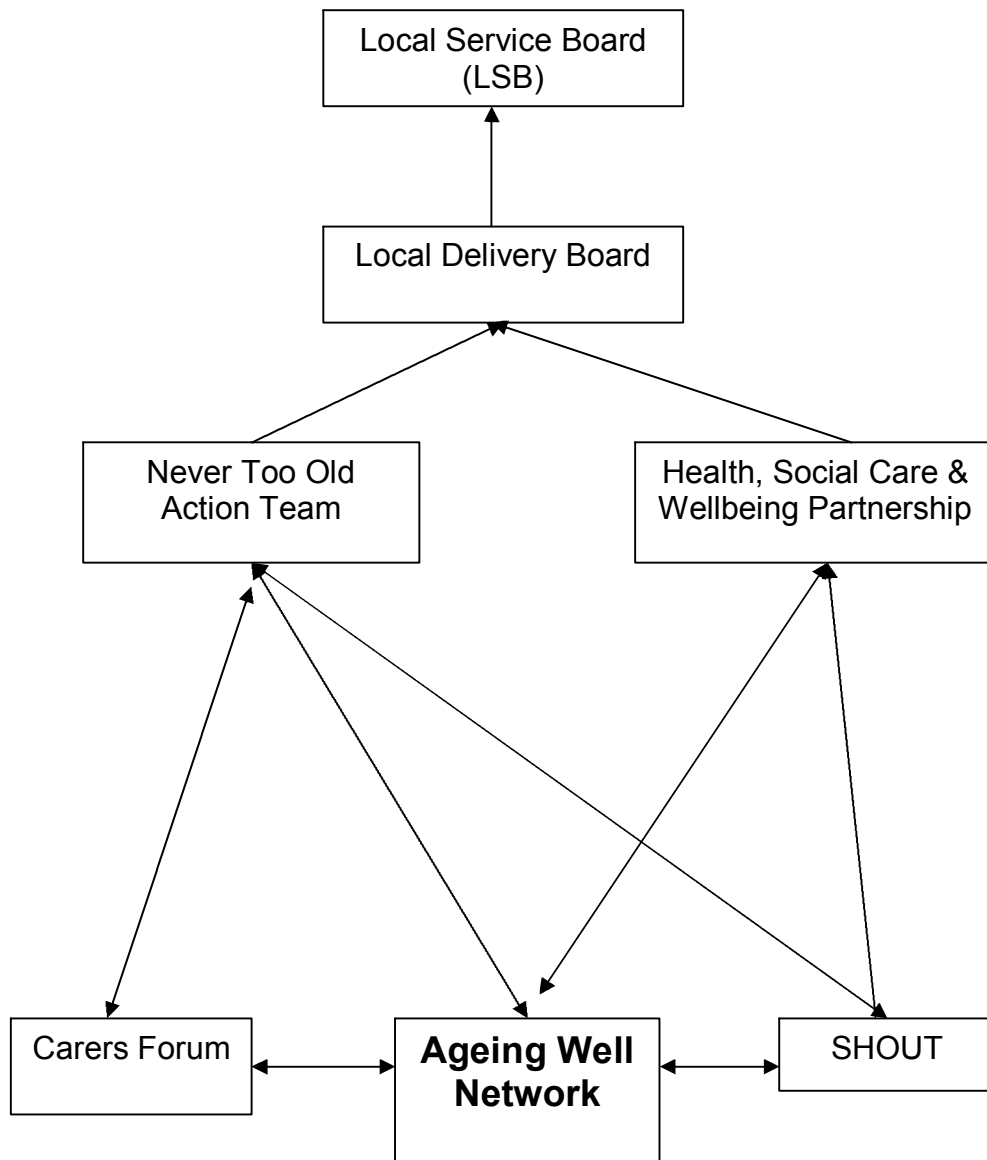 Local Service Board
(LSB)
Local Delivery Board
Never Too Old
Action Team
Health, Social Care &
Wellbeing Partnership
Carers Forum
Ageing Well
Network
SHOUT